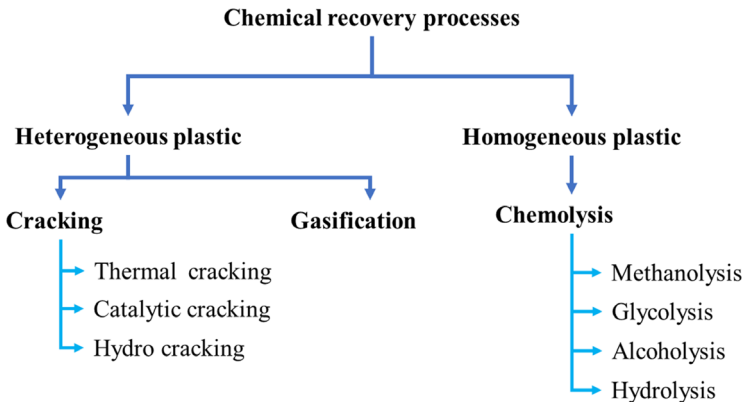 Chemical recovery processes
Heterogeneous plastic
Homogeneous plastic
Cracking
Gasification
Chemolysis
Thermal cracking
Catalytic cracking
Hydro cracking
Methanolysis
Glycolysis
Alcoholysis
Hydrolysis